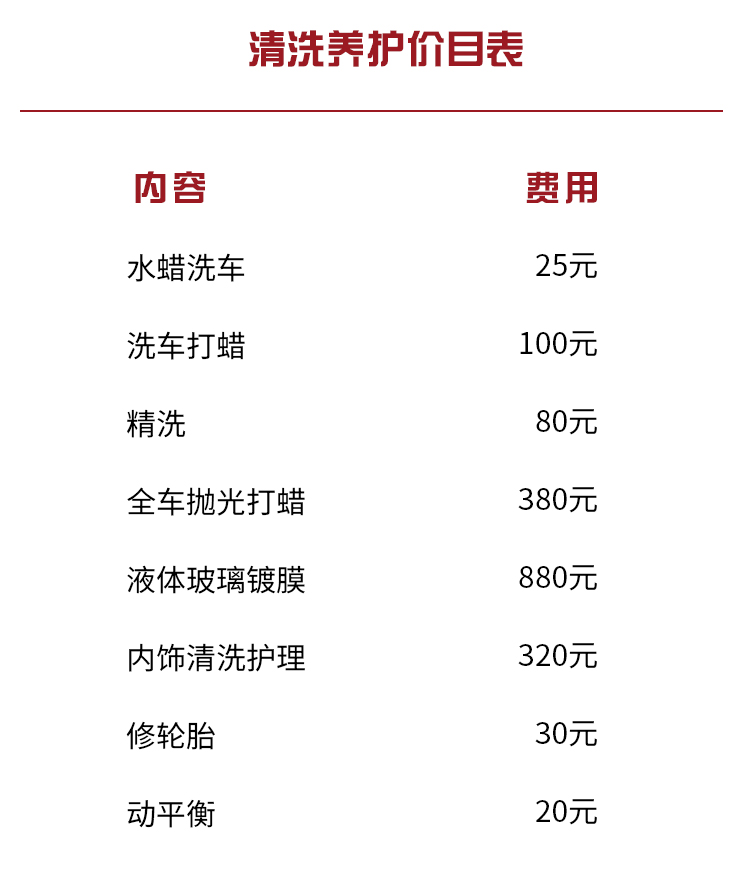 清洗养护价目表
内容 费用
水蜡洗车 25元
洗车打蜡 100元
精洗 80元
全车抛光打蜡 380元
液体玻璃镀膜 880元
内饰清洗护理 320元
修轮胎 30元
动平衡 20元